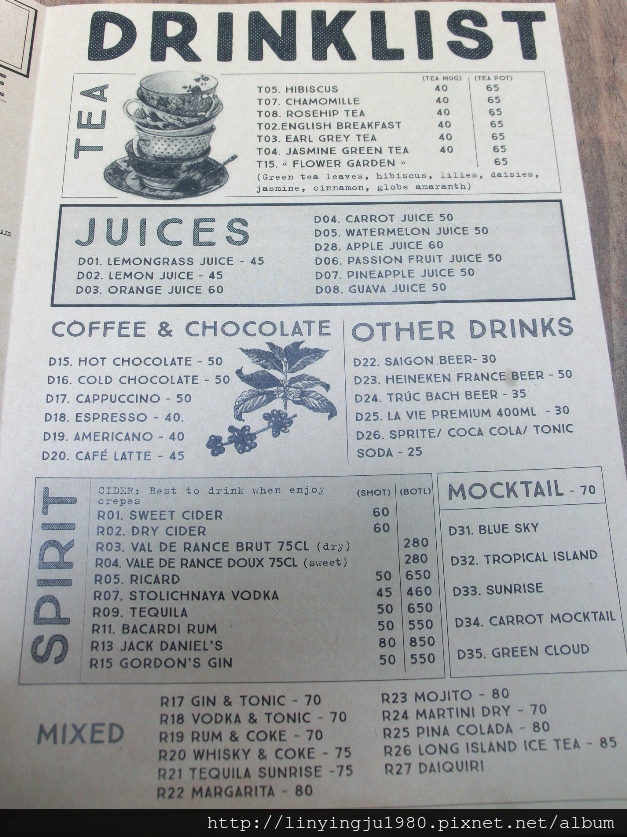 DRINKLIST
TEA
(TEA MUG) (TEA POT)
T05. HIBISCUS 40 65
T07. CHAMOMILLE 40 65
T08. ROSEHIP TEA 40 65
T02.ENGLISH BREAKFAST 40 65
T03. EARL GREY TEA 40 65
T04. JASMINE GREEN TEA 40 65
T15. « FLOWER GARDEN » 65
(Green tea leaves, hibiscus, lilies, daisies,
jasmine, cinnamon, globe amaranth)
JUICES
D01. LEMONGRASS JUICE - 45
D02. LEMON JUICE - 45
D03. ORANGE JUICE 60
D04. CARROT JUICE 50
D05. WATERMELON JUICE 50
D28. APPLE JUICE 60
D06. PASSION FRUIT JUICE 50
D07. PINEAPPLE JUICE 50
D08. GUAVA JUICE 50
COFFEE & CHOCOLATE
D15. HOT CHOCOLATE - 50
D16. COLD CHOCOLATE - 50
D17. CAPPUCCINO - 50
D18. ESPRESSO - 40.
D19. AMERICANO - 40
D20. CAFÉ LATTE - 45
OTHER DRINKS
D22. SAIGON BEER- 30
D23. HEINEKEN FRANCE BEER - 50
D24. TRÚC BACH BEER - 35
D25. LA VIE PREMIUM 400ML - 30
D26. SPRITE/ COCA COLA/ TONIC
SODA - 25
SPIRIT
CIDER: Best to drink when enjoy
crepes
(SHOT) (BOTL)
R01. SWEET CIDER 60
R02. DRY CIDER 60
R03. VAL DE RANCE BRUT 75CL (dry) 280
R04. VALE DE RANCE DOUX 75CL (sweet) 280
R05. RICARD 50 650
R07. STOLICHNAYA VODKA 45 460
R09. TEQUILA 50 650
R11. BACARDI RUM 50 550
R13 JACK DANIEL'S 80 850
R15 GORDON'S GIN 50 550
MOCKTAIL - 70
D31. BLUE SKY
D32. TROPICAL ISLAND
D33. SUNRISE
D34. CARROT MOCKTAIL
D35. GREEN CLOUD
MIXED
R17 GIN & TONIC - 70
R18 VODKA & TONIC - 70
R19 RUM & COKE - 70
R20 WHISKY & COKE - 75
R21 TEQUILA SUNRISE -75
R22 MARGARITA - 80
R23 MOJITO - 80
R24 MARTINI DRY - 70
R25 PINA COLADA - 80
R26 LONG ISLAND ICE TEA - 85
R27 DAIQUIRI
http://linyingju1980.pixnet.net/album